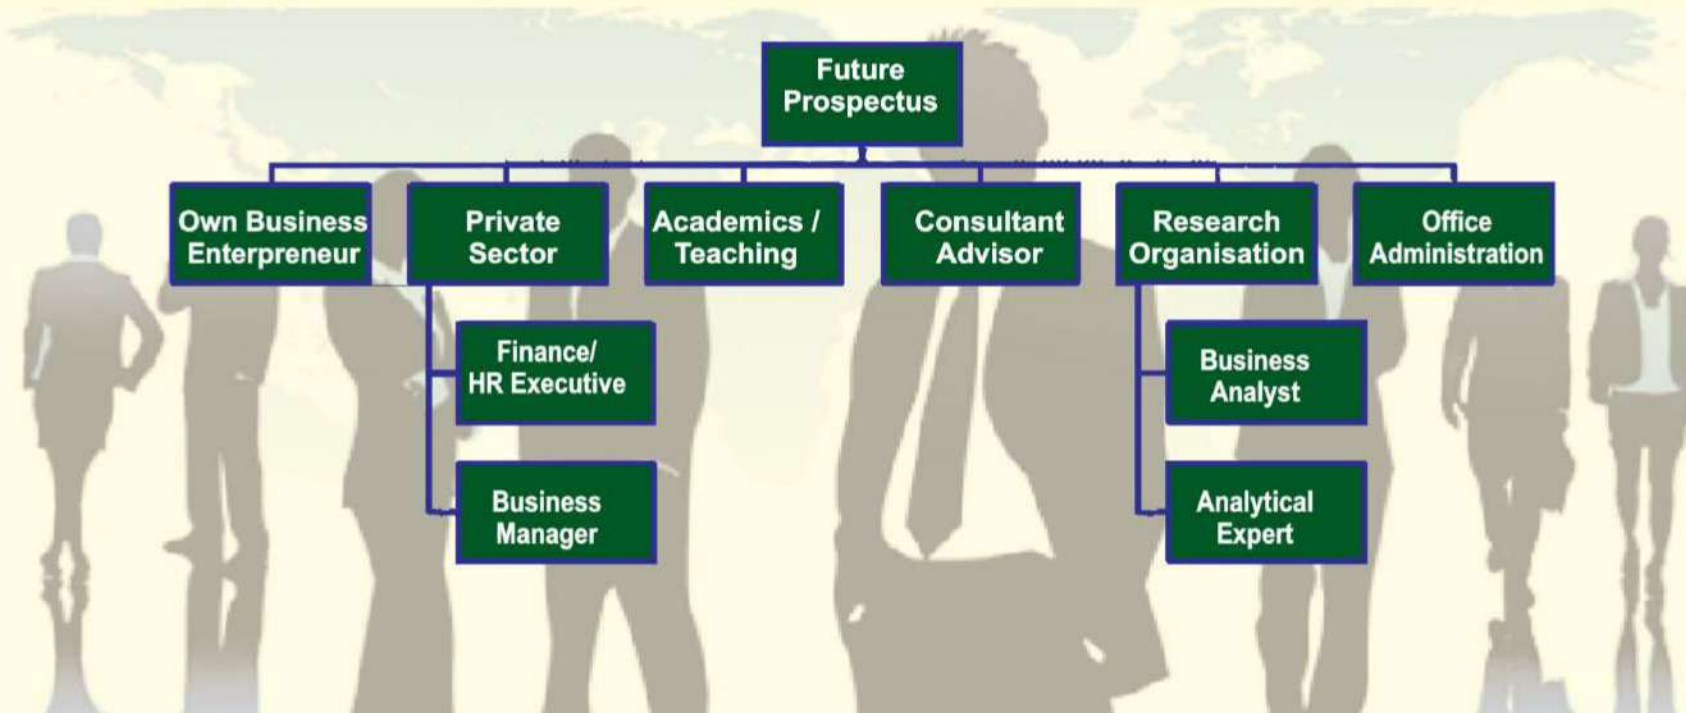 Future
Prospectus
Own Business
Enterpreneur
Private
Sector
Academics /
Teaching
Consultant
Advisor
Research
Organisation
Office
Administration
Finance/
HR Executive
Business
Manager
Business
Analyst
Analytical
Expert